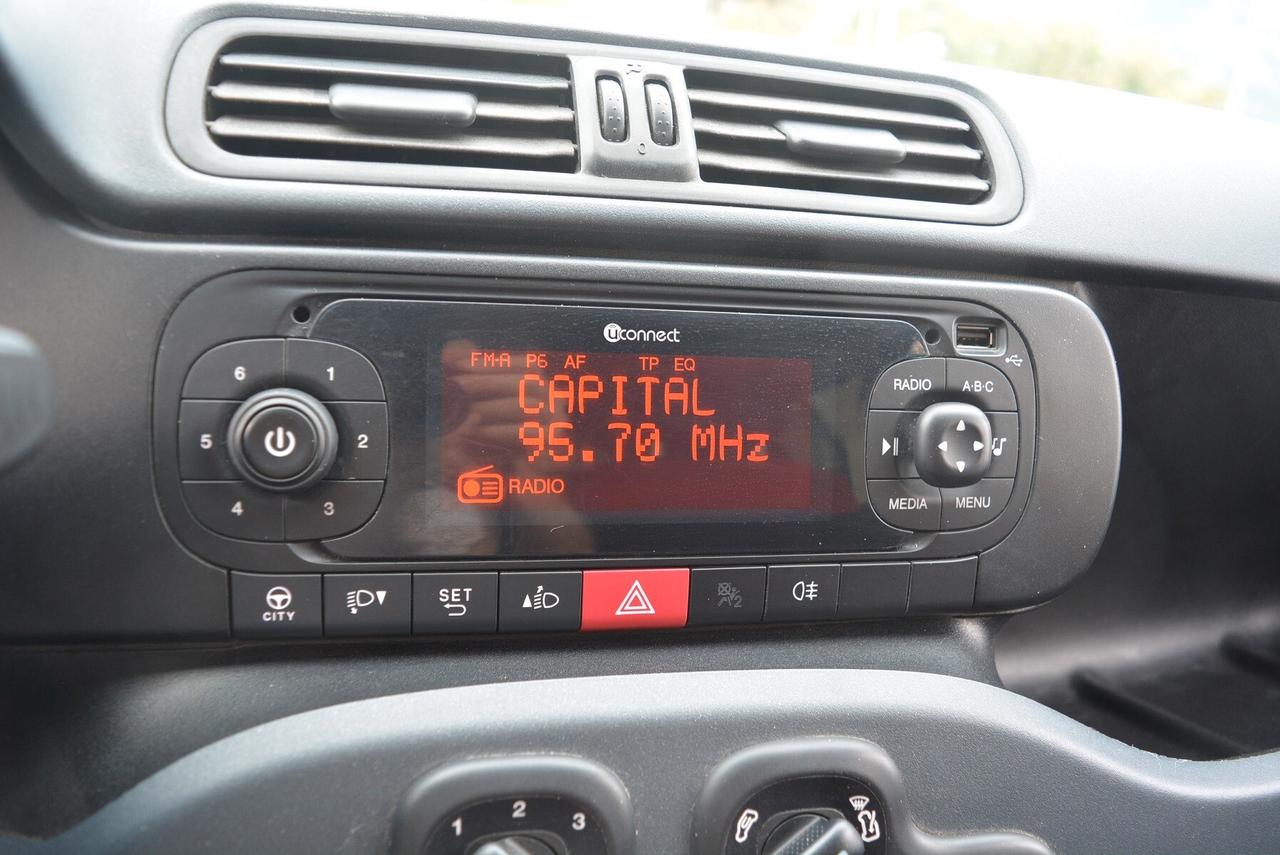 uconnect
FM-A P6 AF TP EQ
CAPITAL
95.70 MHz
RADIO
6 1
5 2
4 3
RADIO A·B·C
MEDIA MENU
CITY
SET
2
1 2 3